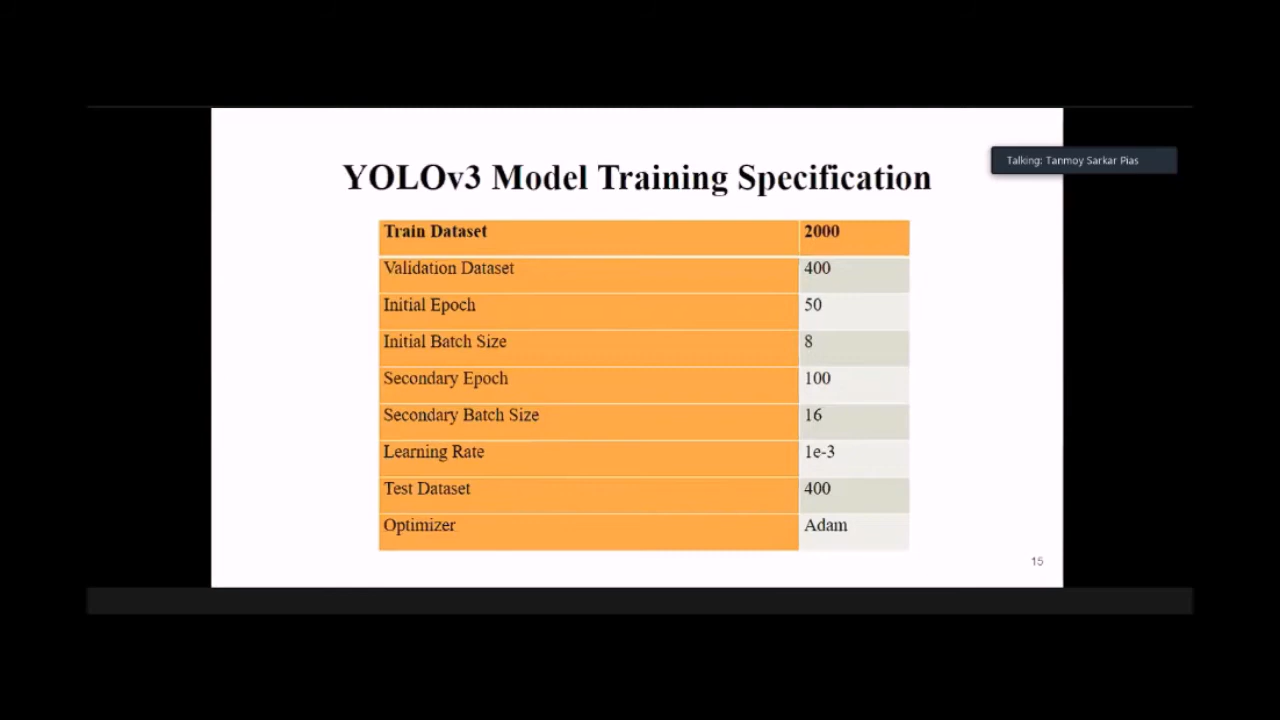 Talking: Tanmoy Sarkar Pias
YOLOv3 Model Training Specification
Train Dataset 2000
Validation Dataset 400
Initial Epoch 50
Initial Batch Size 8
Secondary Epoch 100
Secondary Batch Size 16
Learning Rate 1e-3
Test Dataset 400
Optimizer Adam
15